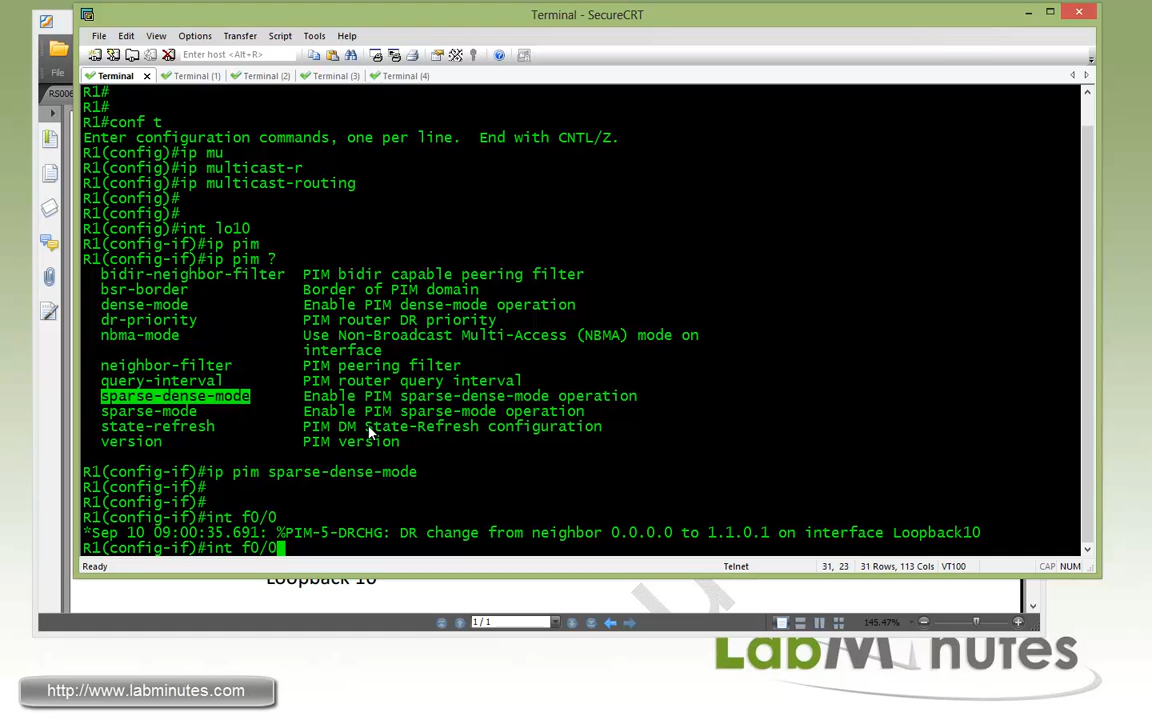 Terminal - SecureCRT
File Edit View Options Transfer Script Tools Help
Enter host <Alt+R>
Terminal Terminal (1) Terminal (2) Terminal (3) Terminal (4)
File
RS00
R1#
R1#
R1#conf t
Enter configuration commands, one per line.  End with CNTL/Z.
R1(config)#ip mu
R1(config)#ip multicast-r
R1(config)#ip multicast-routing
R1(config)#
R1(config)#
R1(config)#int lo10
R1(config-if)#ip pim
R1(config-if)#ip pim ?
bidir-neighbor-filter  PIM bidir capable peering filter
bsr-border             Border of PIM domain
dense-mode             Enable PIM dense-mode operation
dr-priority            PIM router DR priority
nbma-mode              Use Non-Broadcast Multi-Access (NBMA) mode on
interface
neighbor-filter        PIM peering filter
query-interval         PIM router query interval
sparse-dense-mode      Enable PIM sparse-dense-mode operation
sparse-mode            Enable PIM sparse-mode operation
state-refresh          PIM DM State-Refresh configuration
version                PIM version
R1(config-if)#ip pim sparse-dense-mode
R1(config-if)#
R1(config-if)#
R1(config-if)#int f0/0
*Sep 10 09:00:35.691: %PIM-5-DRCHG: DR change from neighbor 0.0.0.0 to 1.1.0.1 on interface Loopback10
R1(config-if)#int f0/0
Ready Telnet 31, 23 31 Rows, 113 Cols VT100 CAP NUM
Loopback 10
1 / 1 145.47%
LabMinutes
http://www.labminutes.com